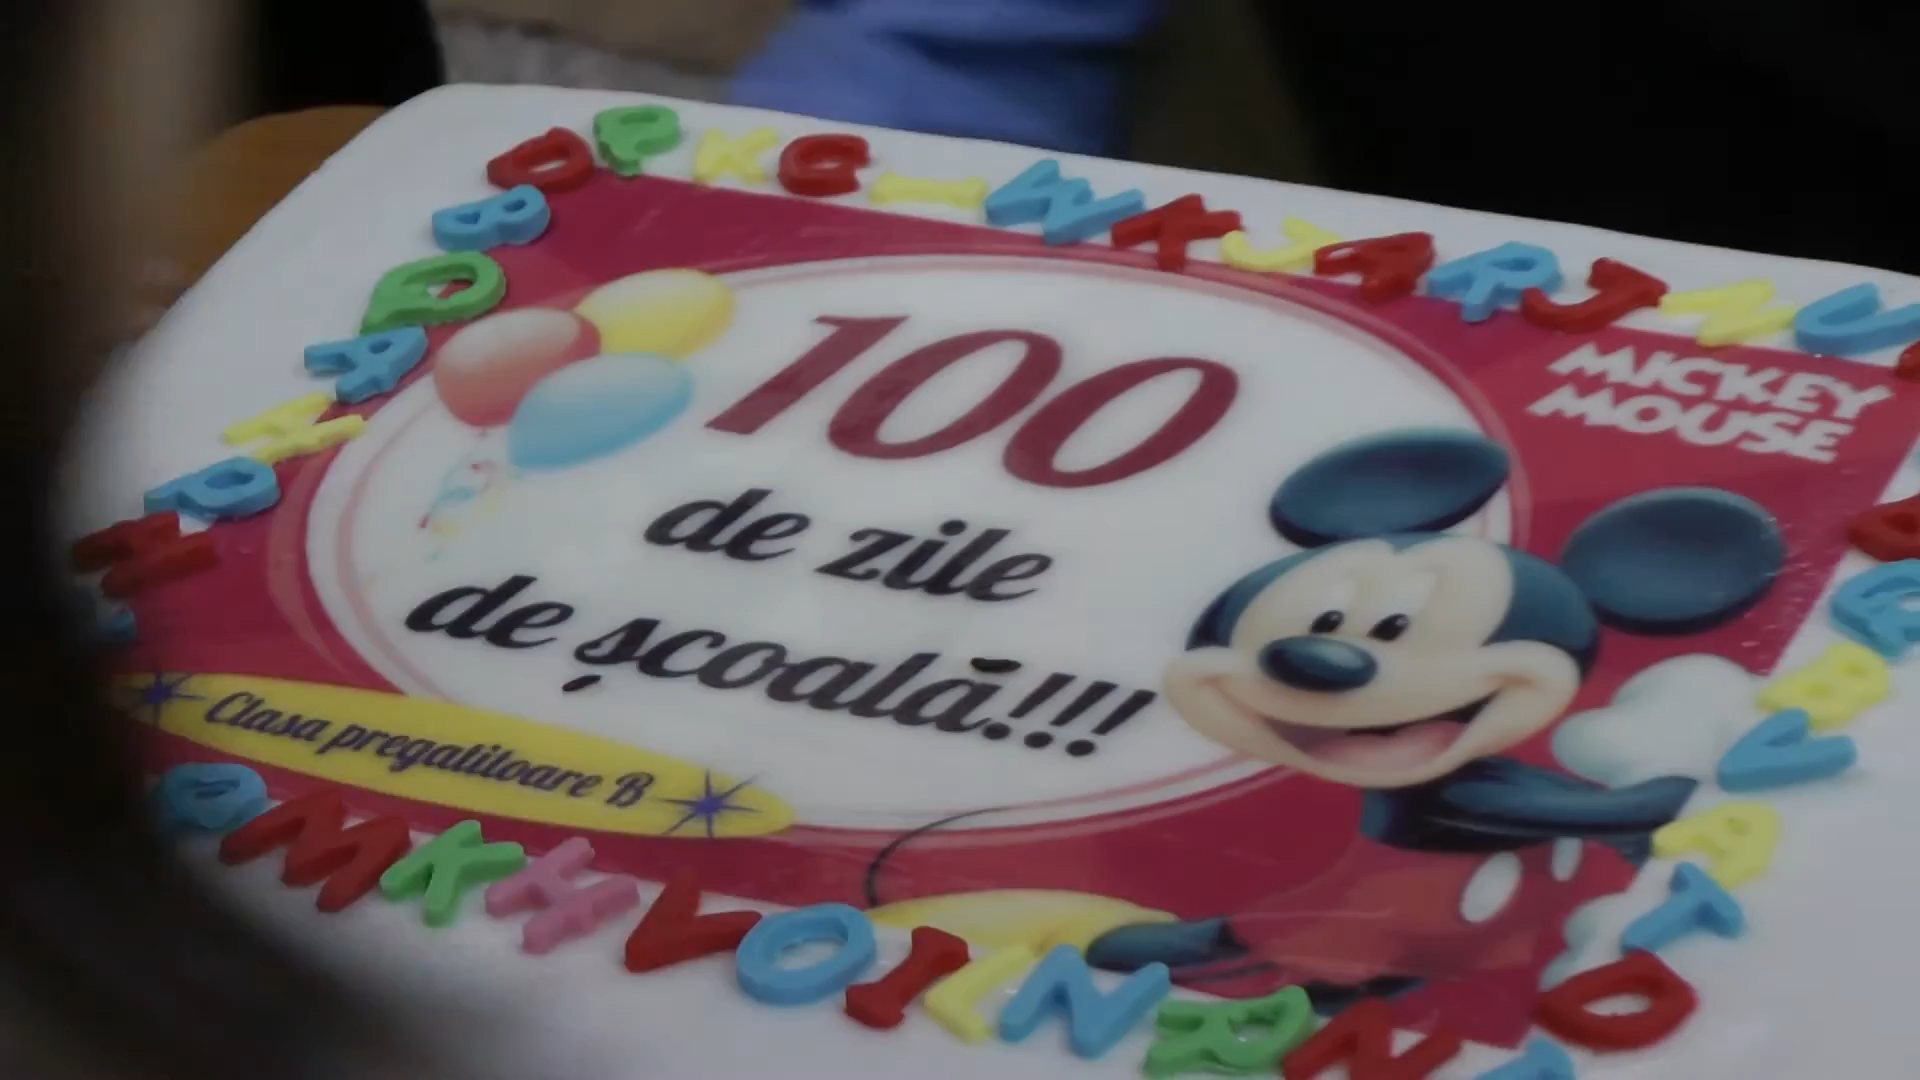 D P K G I W K J A R J N U
MICKEY
MOUSE
100
de zile
de școală!!!
Clasa pregatitoare B
M K H V O I L N R